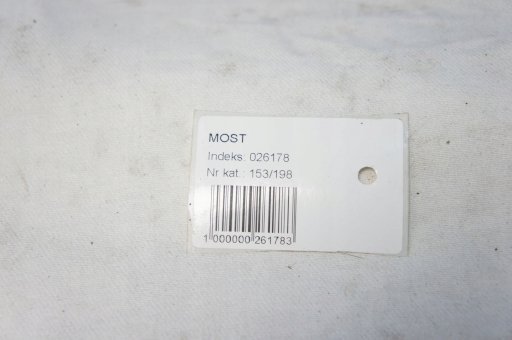 MOST
Indeks: 026178
Nr kat.: 153/198
1 000000 261783